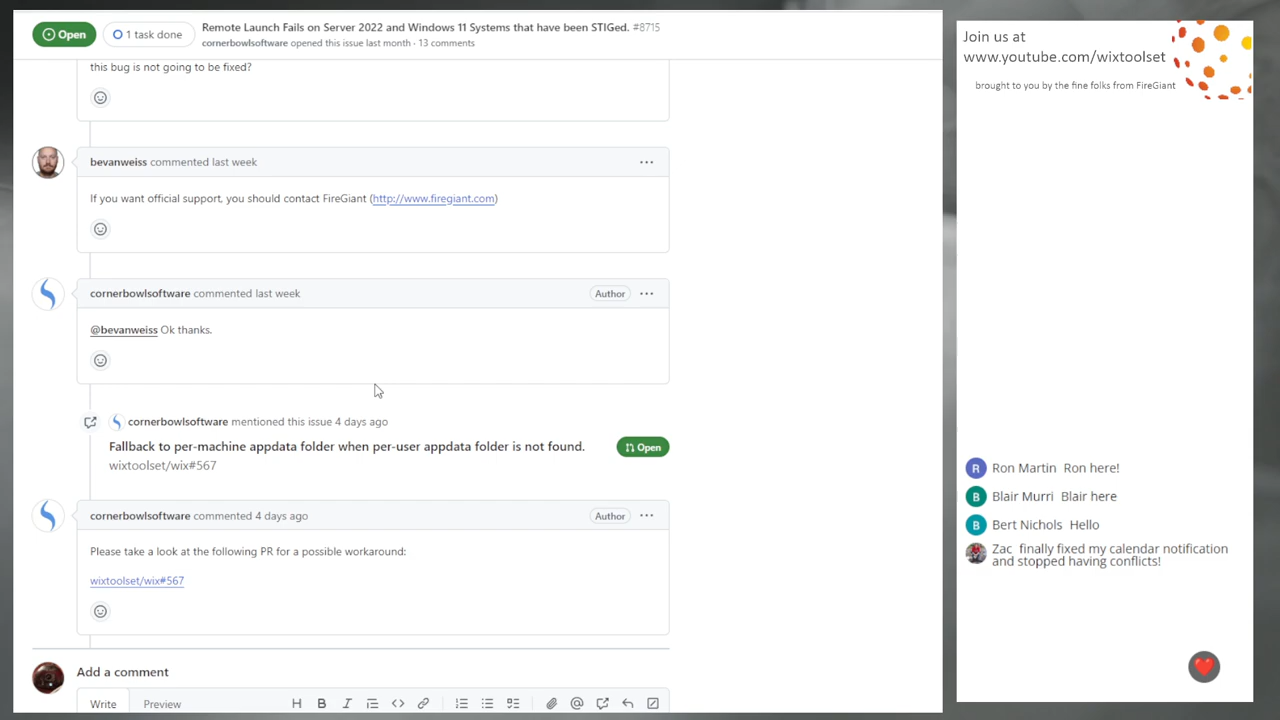 Open
1 task done
Remote Launch Fails on Server 2022 and Windows 11 Systems that have been STIGed. #8715
cornerbowlsoftware opened this issue last month · 13 comments
this bug is not going to be fixed?
bevanweiss commented last week
If you want official support, you should contact FireGiant (http://www.firegiant.com)
cornerbowlsoftware commented last week
Author
@bevanweiss Ok thanks.
cornerbowlsoftware mentioned this issue 4 days ago
Fallback to per-machine appdata folder when per-user appdata folder is not found.
Open
wixtoolset/wix#567
cornerbowlsoftware commented 4 days ago
Author
Please take a look at the following PR for a possible workaround:
wixtoolset/wix#567
Add a comment
Write
Preview
H B I
Join us at
www.youtube.com/wixtoolset
brought to you by the fine folks from FireGiant
R Ron Martin Ron here!
B Blair Murri Blair here
B Bert Nichols Hello
Zac finally fixed my calendar notification
and stopped having conflicts!